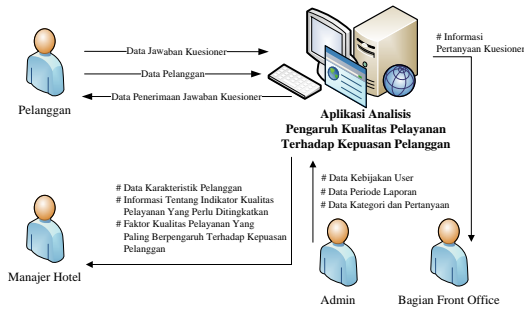 Data Jawaban Kuesioner
Data Pelanggan
Data Penerimaan Jawaban Kuesioner
Pelanggan
# Informasi
Pertanyaan Kuesioner
Aplikasi Analisis
Pengaruh Kualitas Pelayanan
Terhadap Kepuasan Pelanggan
# Data Karakteristik Pelanggan
# Informasi Tentang Indikator Kualitas
Pelayanan Yang Perlu Ditingkatkan
# Faktor Kualitas Pelayanan Yang
Paling Berpengaruh Terhadap Kepuasan
Pelanggan
# Data Kebijakan User
# Data Periode Laporan
# Data Kategori dan Pertanyaan
Manajer Hotel
Admin
Bagian Front Office